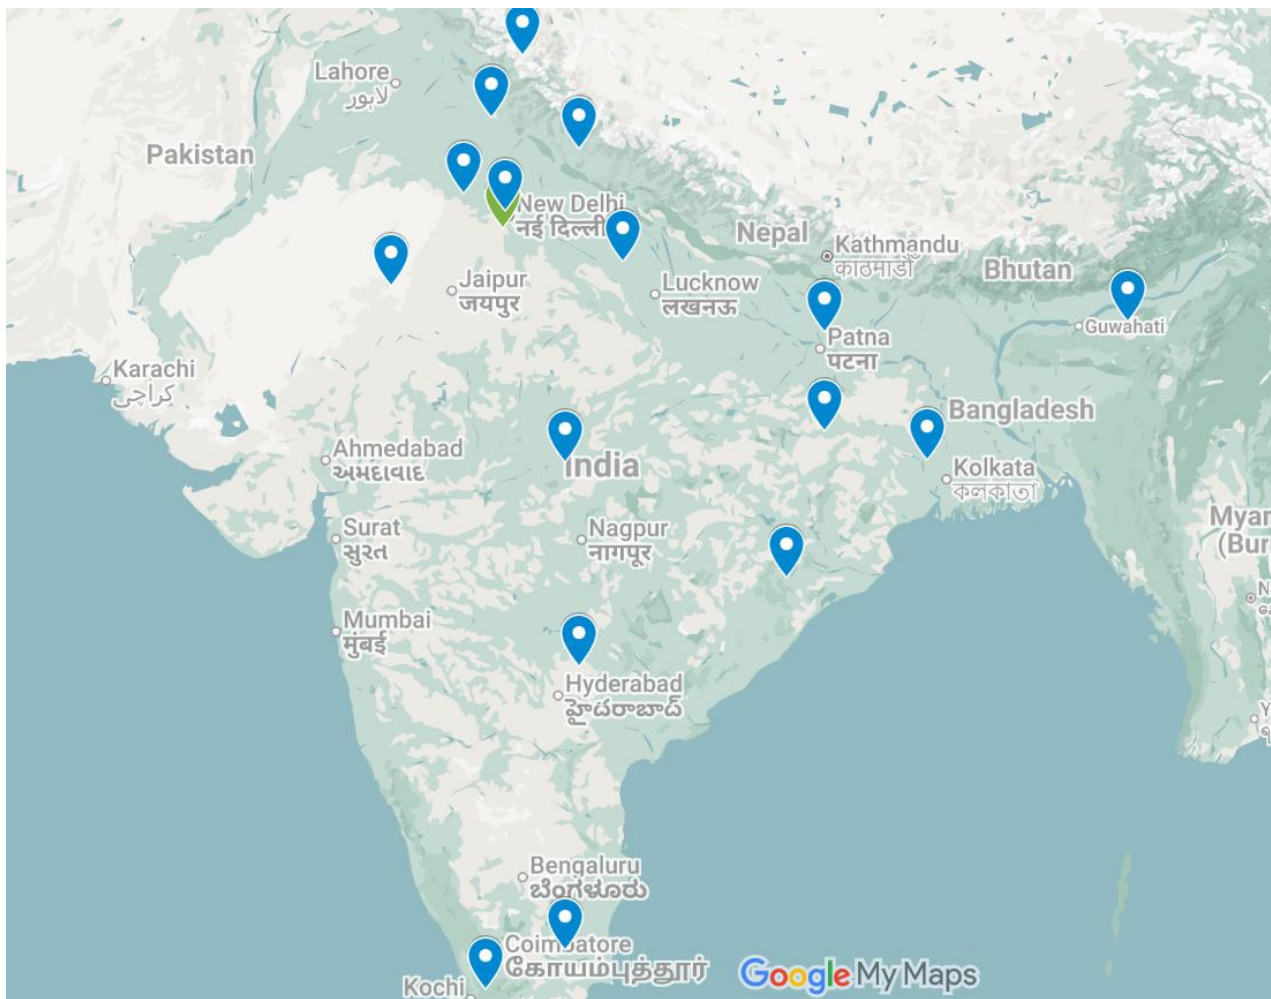 Lahore
لاہور
Pakistan
New Delhi
नई दिल्ली
Nepal
Kathmandu
काठमाडौँ
Bhutan
Jaipur
जयपुर
Lucknow
लखनऊ
Guwahati
Patna
पटना
Karachi
کراچی
Bangladesh
Ahmedabad
અમદાવાદ
India
Kolkata
কলকাতা
Surat
સુરત
Nagpur
नागपूर
Mumbai
मुंबई
Hyderabad
హైదరాబాద్
Bengaluru
ಬೆಂಗಳೂರು
Coimbatore
கோயம்புத்தூர்
Kochi
Google My Maps